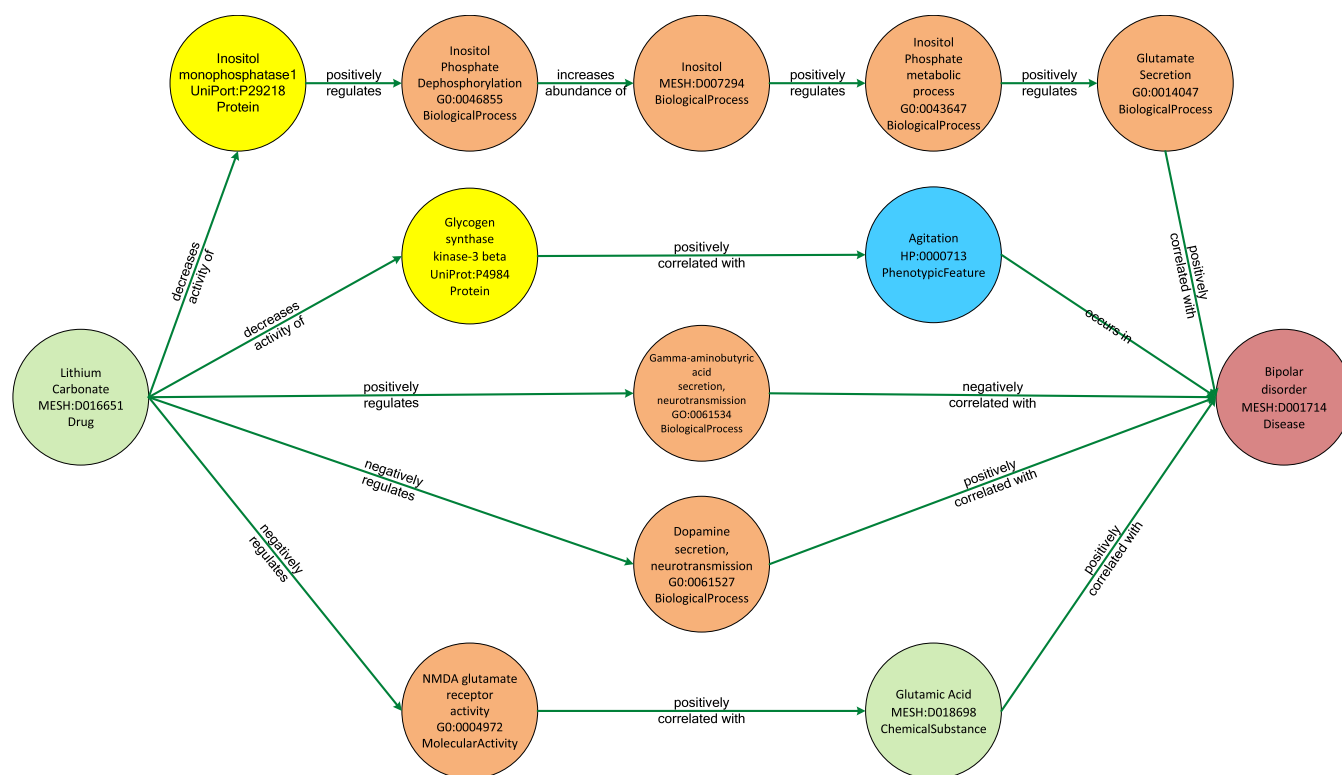 Inositol
monophosphatase1
UniPort:P29218
Protein
positively
regulates
Inositol
Phosphate
Dephosphorylation
G0:0046855
BiologicalProcess
increases
abundance of
Inositol
MESH:D007294
BiologicalProcess
positively
regulates
Inositol
Phosphate
metabolic
process
G0:0043647
BiologicalProcess
positively
regulates
Glutamate
Secretion
G0:0014047
BiologicalProcess
decreases
activity of
Glycogen
synthase
kinase-3 beta
UniProt:P4984
Protein
positively
correlated with
Agitation
HP:0000713
PhenotypicFeature
positively
correlated with
decreases
activity of
occurs in
Lithium
Carbonate
MESH:D016651
Drug
positively
regulates
Gamma-aminobutyric
acid
secretion,
neurotransmission
GO:0061534
BiologicalProcess
negatively
correlated with
Bipolar
disorder
MESH:D001714
Disease
negatively
regulates
Dopamine
secretion,
neurotransmission
G0:0061527
BiologicalProcess
positively
correlated with
negatively
regulates
NMDA glutamate
receptor
activity
G0:0004972
MolecularActivity
positively
correlated with
Glutamic Acid
MESH:D018698
ChemicalSubstance
positively
correlated with